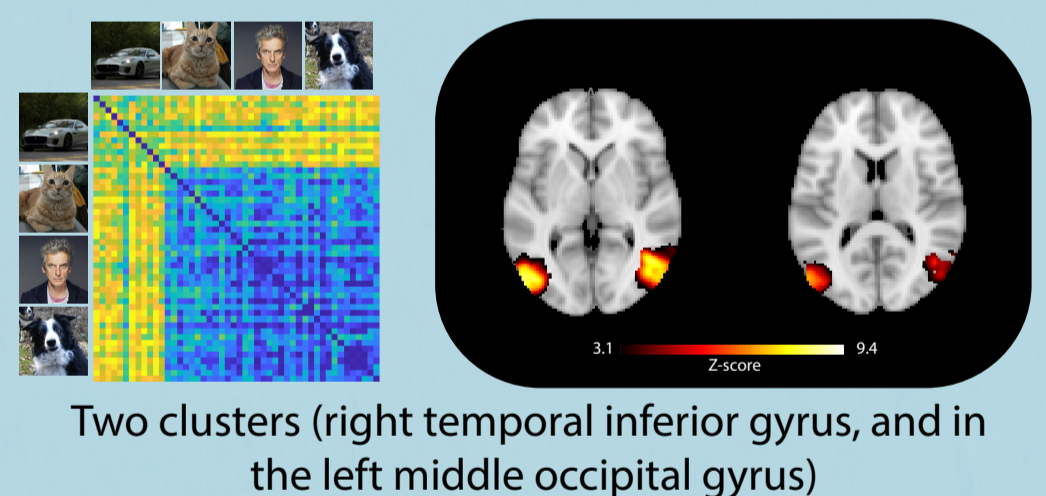 3.1
9.4
Z-score
Two clusters (right temporal inferior gyrus, and in
the left middle occipital gyrus)